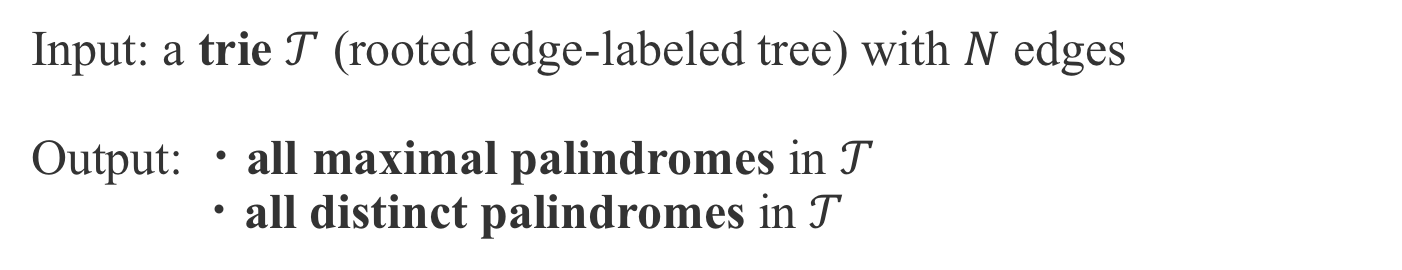 Input: a trie 𝒯 (rooted edge-labeled tree) with N edges
Output: ・all maximal palindromes in 𝒯
・all distinct palindromes in 𝒯